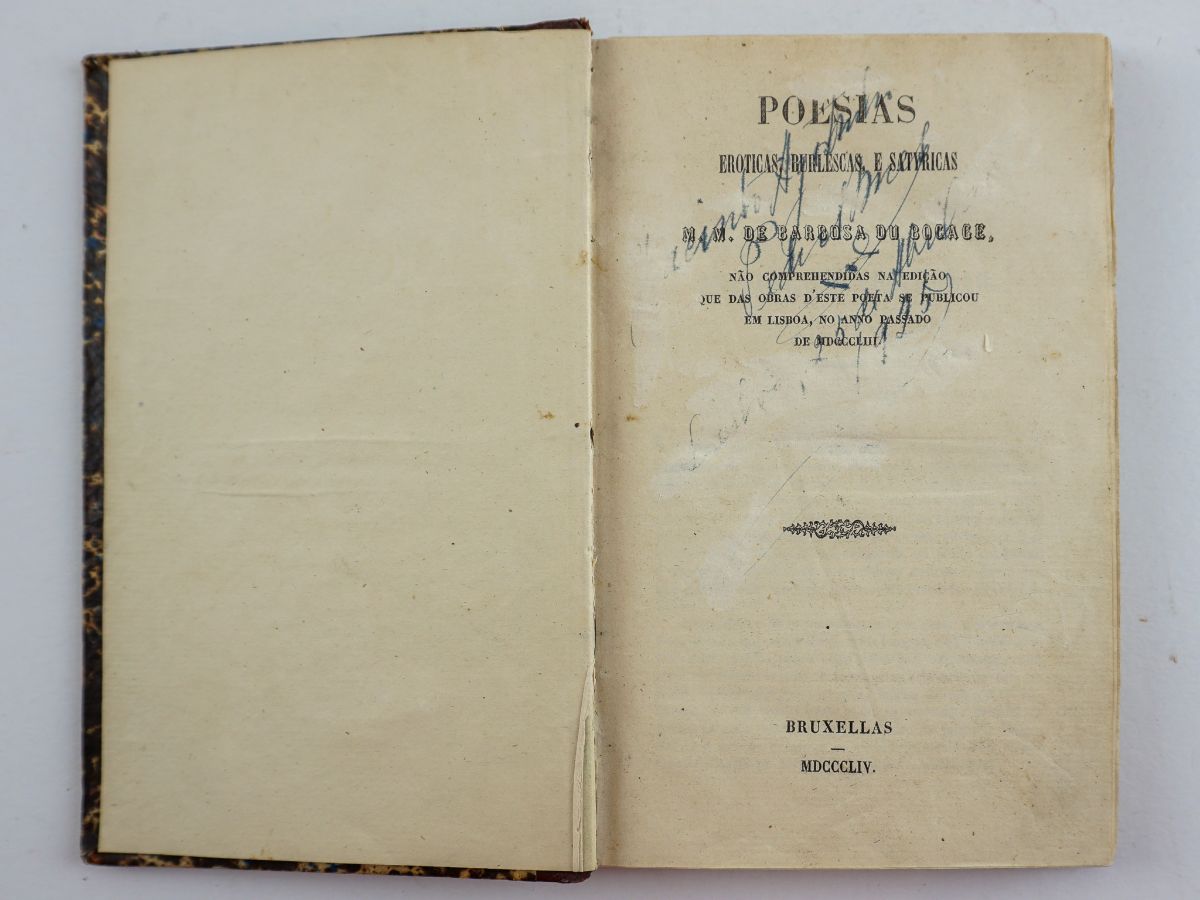 POESIAS
EROTICAS, BURLESCAS, E SATYRICAS
M. M. DE BARBOSA DU BOCAGE,
NÃO COMPREHENDIDAS NA EDIÇÃO
QUE DAS OBRAS D'ESTE POETA SE PUBLICOU
EM LISBOA, NO ANNO PASSADO
DE MDCCCLIII.
BRUXELLAS
MDCCCLIV.